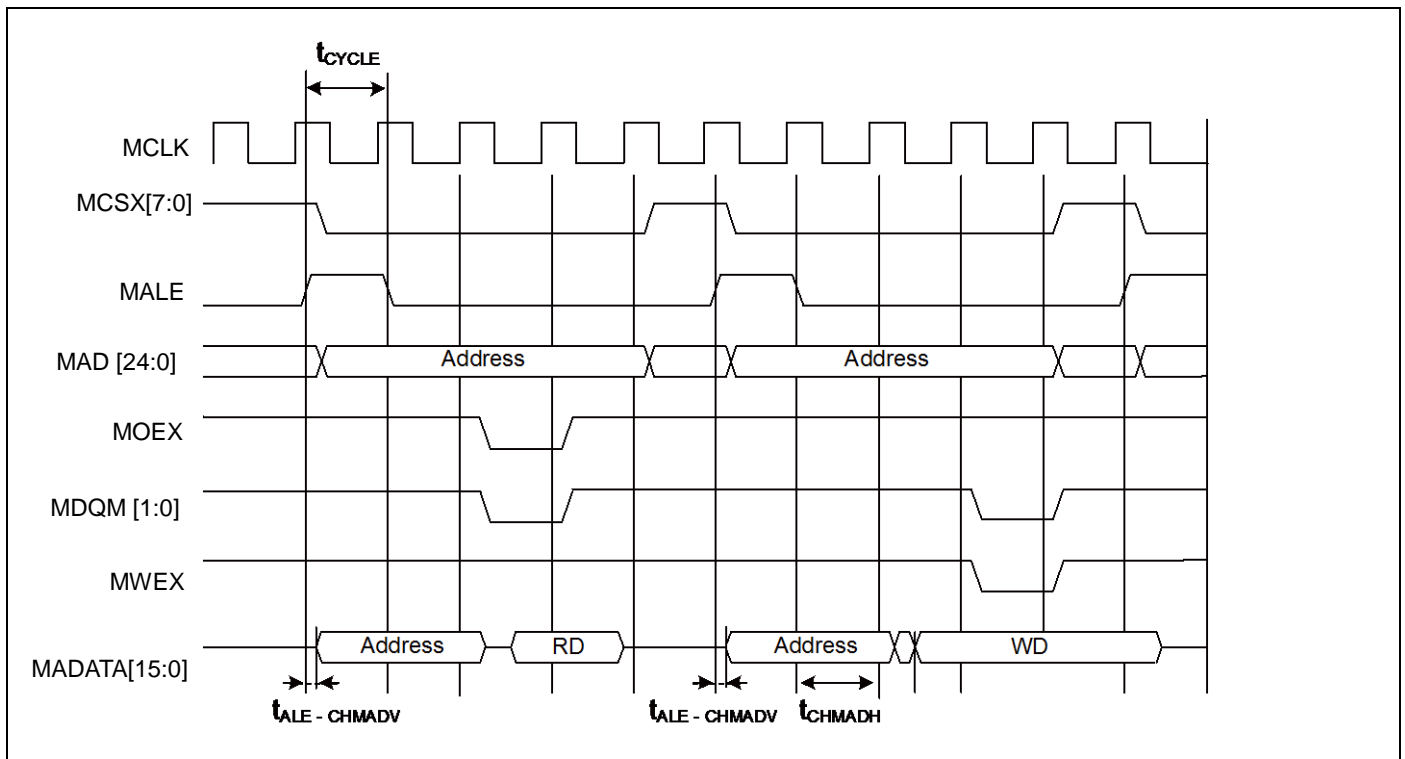 tCYCLE
MCLK
MCSX[7:0]
MALE
MAD [24:0] Address Address
MOEX
MDQM [1:0]
MWEX
MADATA[15:0] Address RD Address WD
tALE - CHMADV tALE - CHMADV tCHMADH